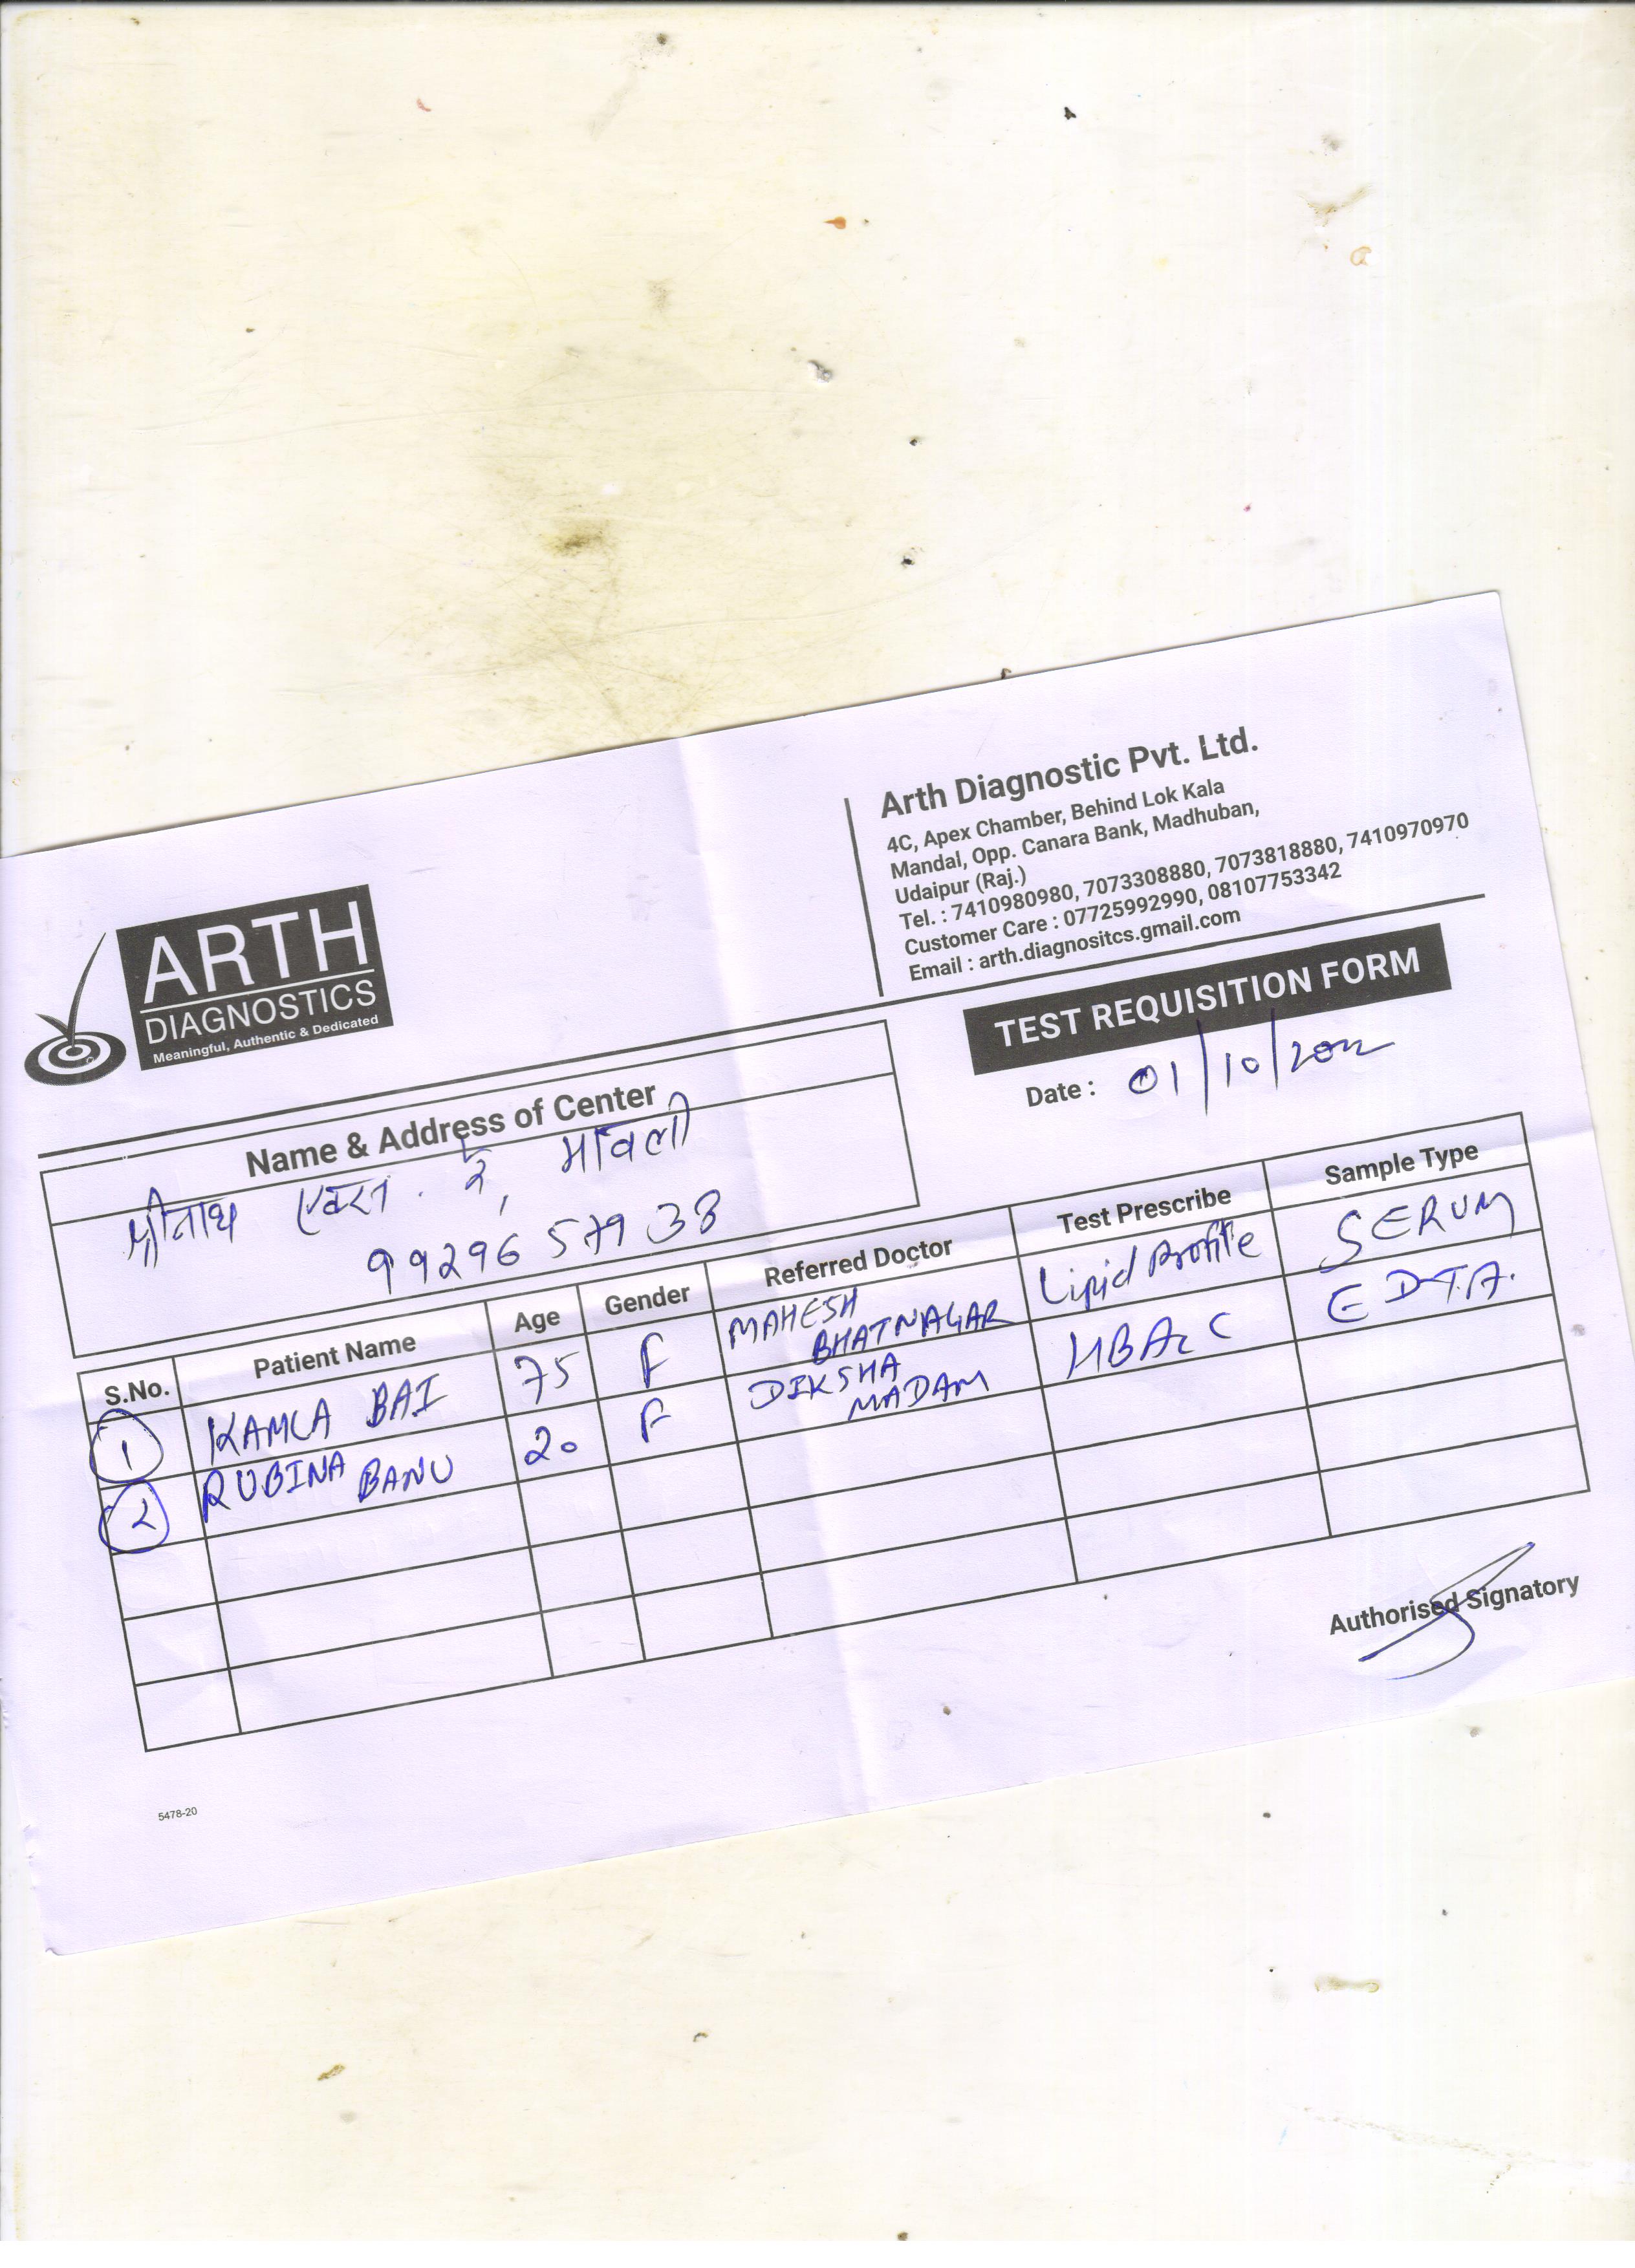 ARTH
DIAGNOSTICS
Meaningful, Authentic & Dedicated
Arth Diagnostic Pvt. Ltd.
4C, Apex Chamber, Behind Lok Kala
Mandal, Opp. Canara Bank, Madhuban,
Udaipur (Raj.)
Tel. : 7410980980, 7073308880, 7073818880, 7410970970
Customer Care : 07725992990, 08107753342
Email : arth.diagnositcs.gmail.com
TEST REQUISITION FORM
Date : 01/10/2022
Name & Address of Center
श्रीनाथ एक्स . रे, मावली
9929657938
S.No. Patient Name Age Gender Referred Doctor Test Prescribe Sample Type
1 KAMLA BAI 75 F MAHESH BHATNAGAR Lipid Profile SERUM
2 RUBINA BANU 20 F DIKSHA MADAM HBA1C EDTA.
Authorised Signatory
5478-20